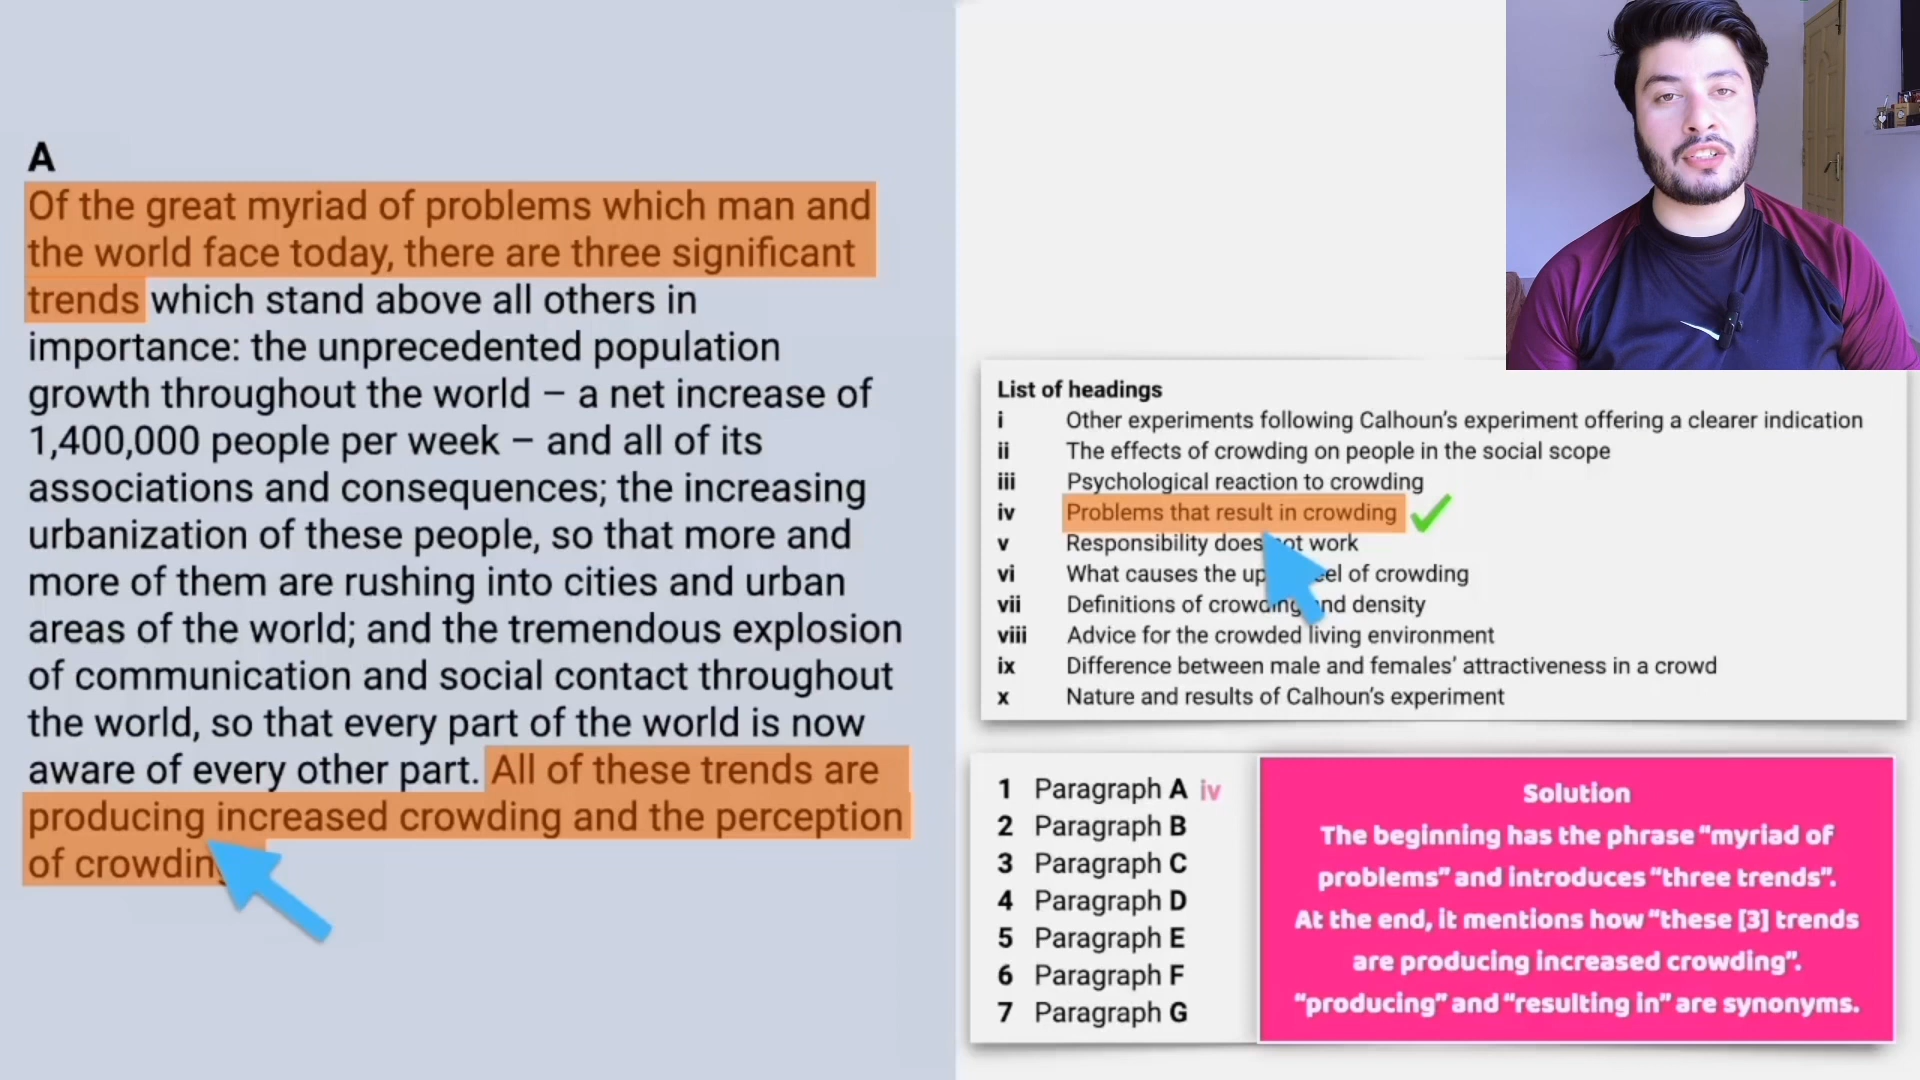 A
Of the great myriad of problems which man and
the world face today, there are three significant
trends which stand above all others in
importance: the unprecedented population
growth throughout the world – a net increase of
1,400,000 people per week – and all of its
associations and consequences; the increasing
urbanization of these people, so that more and
more of them are rushing into cities and urban
areas of the world; and the tremendous explosion
of communication and social contact throughout
the world, so that every part of the world is now
aware of every other part. All of these trends are
producing increased crowding and the perception
of
List of headings
i Other experiments following Calhoun's experiment offering a clearer indication
ii The effects of crowding on people in the social scope
iii Psychological reaction to crowding
iv Problems that result in crowding
v Responsibility does not work
vi What causes the of crowding
vii Definitions of crowding and density
viii Advice for the crowded living environment
ix Difference between male and females' attractiveness in a crowd
x Nature and results of Calhoun's experiment
1 Paragraph A iv
2 Paragraph B
3 Paragraph C
4 Paragraph D
5 Paragraph E
6 Paragraph F
7 Paragraph G
Solution
The beginning has the phrase "myriad of
problems" and introduces "three trends".
At the end, it mentions how "these [3] trends
are producing increased crowding".
"producing" and "resulting in" are synonyms.